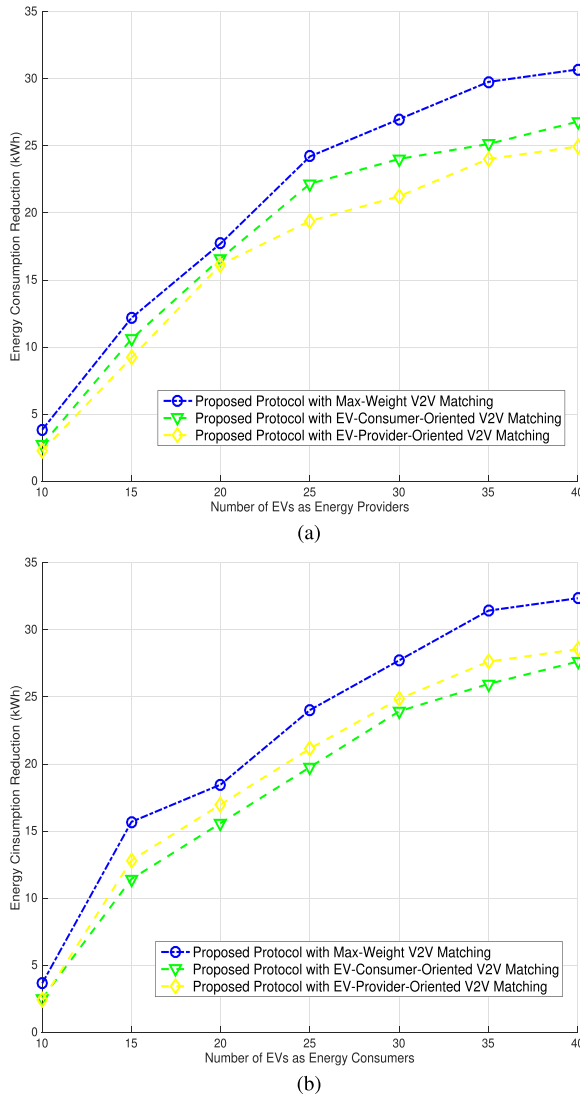 35
30
25
20
15
10
5
0
Energy Consumption Reduction (kWh)
Proposed Protocol with Max-Weight V2V Matching
Proposed Protocol with EV-Consumer-Oriented V2V Matching
Proposed Protocol with EV-Provider-Oriented V2V Matching
10 15 20 25 30 35 40
Number of EVs as Energy Providers
(a)
35
30
25
20
15
10
5
0
Energy Cinsumption Reduction (kWh)
Proposed Protocol with Max-Weight V2V Matching
Proposed Protocol with EV-Consumer-Oriented V2V Matching
Proposed Protocol with EV-Provider-Oriented V2V Matching
10 15 20 25 30 35 40
Number of EVs as Energy Consumers
(b)